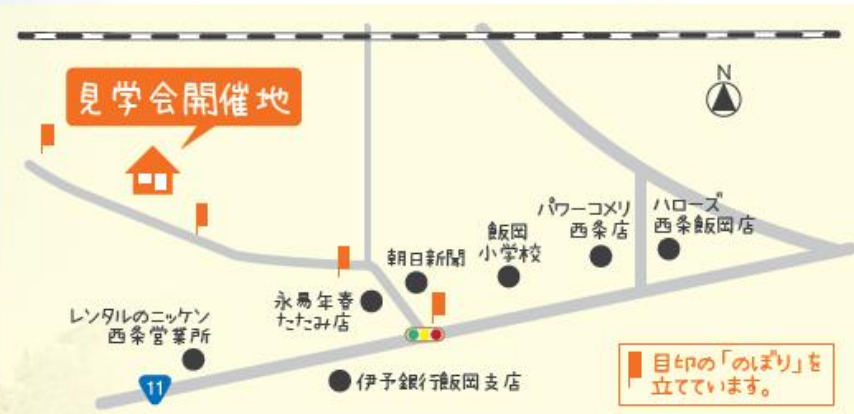 見学会開催地
N
パワーコメリ
西条店
ハローズ
西条飯岡店
飯岡
小学校
朝日新聞
永易年春
たたみ店
レンタルのニッケン
西条営業所
11
伊予銀行飯岡支店
目印の「のぼり」を
立てています。